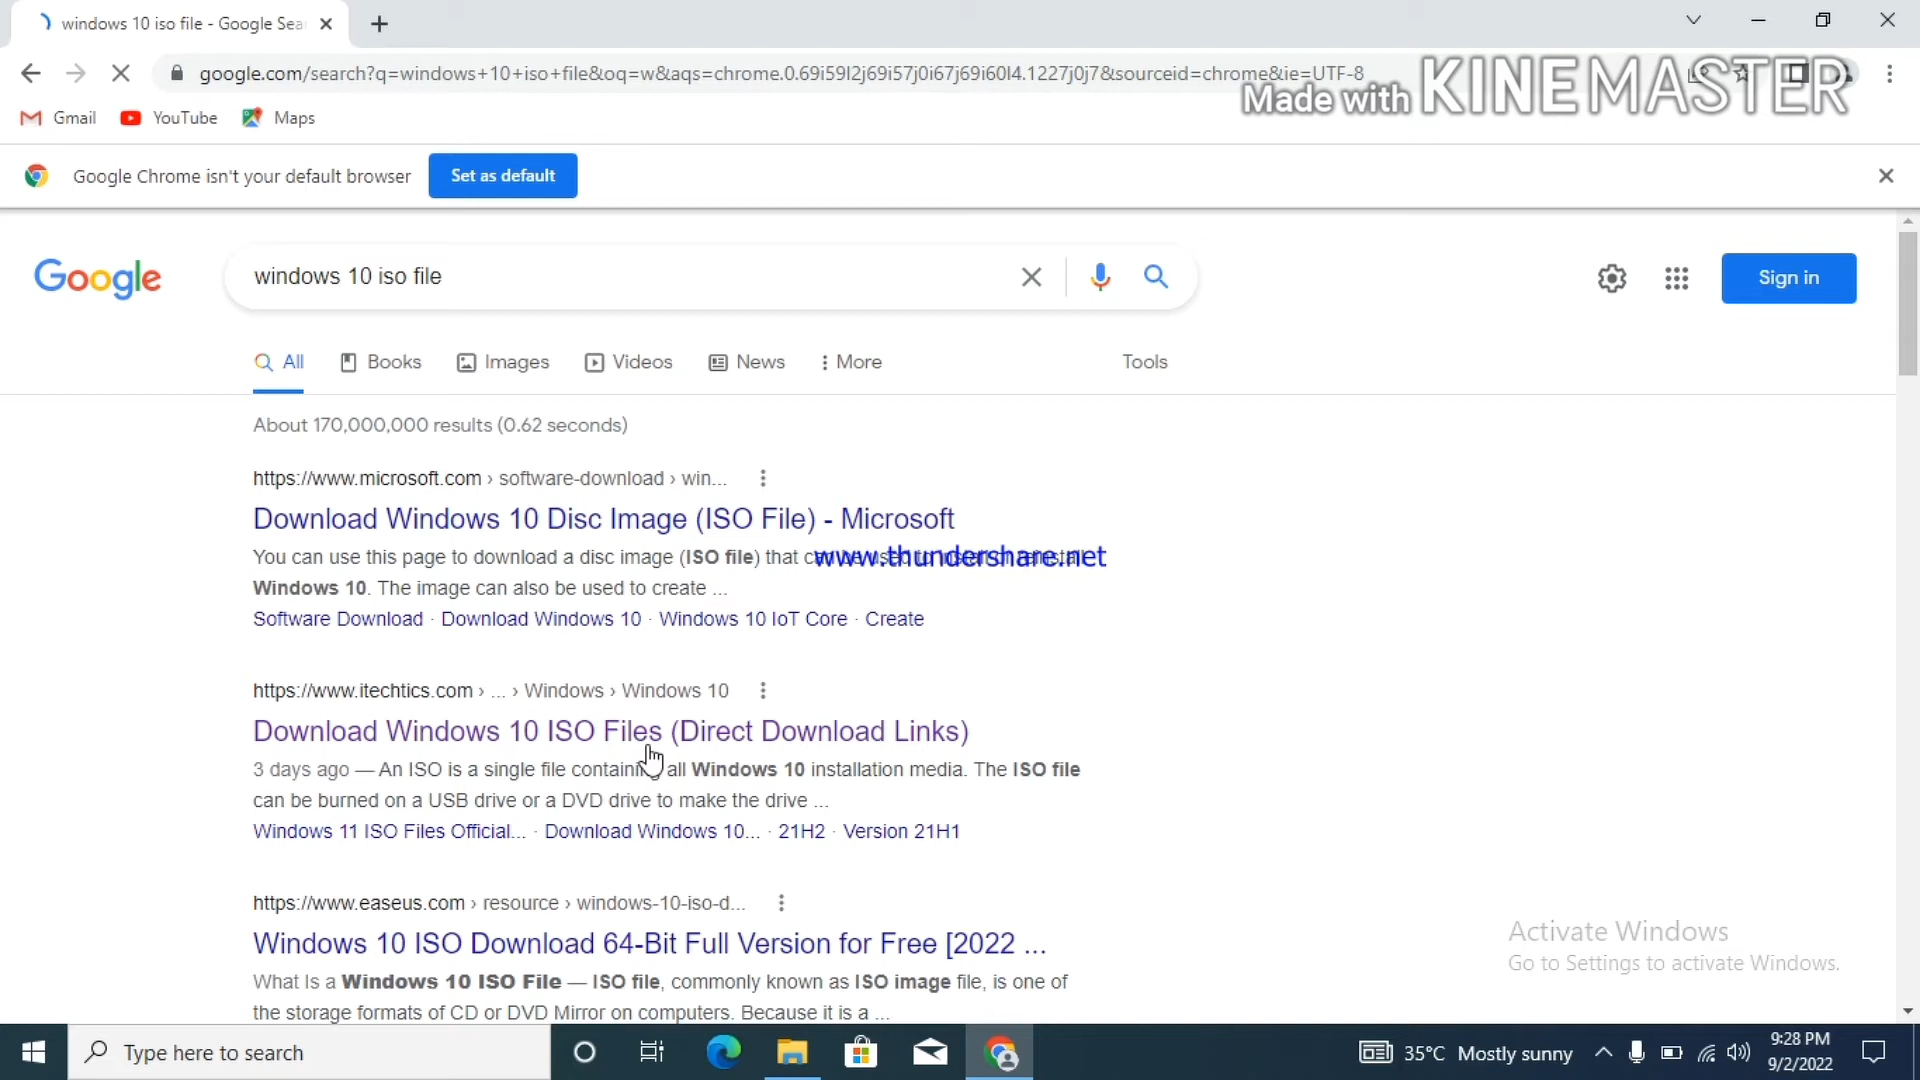 windows 10 iso file - Google Sea
google.com/search?q=windows+10+iso+file&oq=w&aqs=chrome.0.69i59l2j69i57j0i67j69i60l4.1227j0j7&sourceid=chrome&ie=UTF-8
Made with KINEMASTER
Gmail YouTube Maps
Google Chrome isn't your default browser Set as default
Google windows 10 iso file Sign in
All Books Images Videos News More Tools
About 170,000,000 results (0.62 seconds)
https://www.microsoft.com › software-download › win...
Download Windows 10 Disc Image (ISO File) - Microsoft
You can use this page to download a disc image (ISO file) that can be used to install or reinstall
www.thundershare.net
Windows 10. The image can also be used to create ...
Software Download · Download Windows 10 · Windows 10 IoT Core · Create
https://www.itechtics.com › ... › Windows › Windows 10
Download Windows 10 ISO Files (Direct Download Links)
3 days ago — An ISO is a single file containing all Windows 10 installation media. The ISO file
can be burned on a USB drive or a DVD drive to make the drive ...
Windows 11 ISO Files Official... · Download Windows 10... · 21H2 · Version 21H1
https://www.easeus.com › resource › windows-10-iso-d...
Windows 10 ISO Download 64-Bit Full Version for Free [2022 ...
What Is a Windows 10 ISO File — ISO file, commonly known as ISO image file, is one of
the storage formats of CD or DVD Mirror on computers. Because it is a ...
Activate Windows
Go to Settings to activate Windows.
Type here to search
35°C Mostly sunny
9:28 PM
9/2/2022